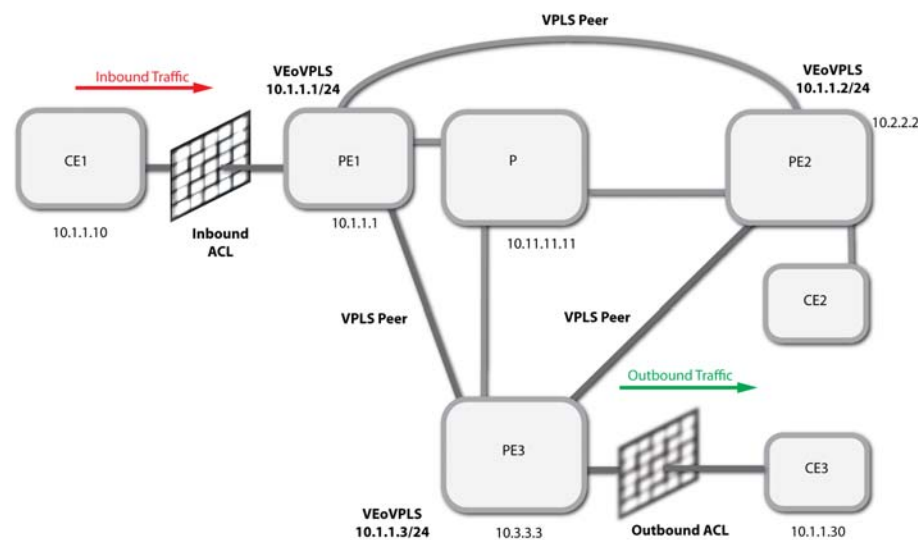 VPLS Peer
Inbound Traffic
VEoVPLS
10.1.1.1/24
VEoVPLS
10.1.1.2/24
10.2.2.2
CE1
PE1
P
PE2
10.1.1.10
Inbound
ACL
10.1.1.1
10.11.11.11
CE2
VPLS Peer
VPLS Peer
Outbound Traffic
PE3
CE3
VEoVPLS
10.1.1.3/24
10.3.3.3
Outbound ACL
10.1.1.30